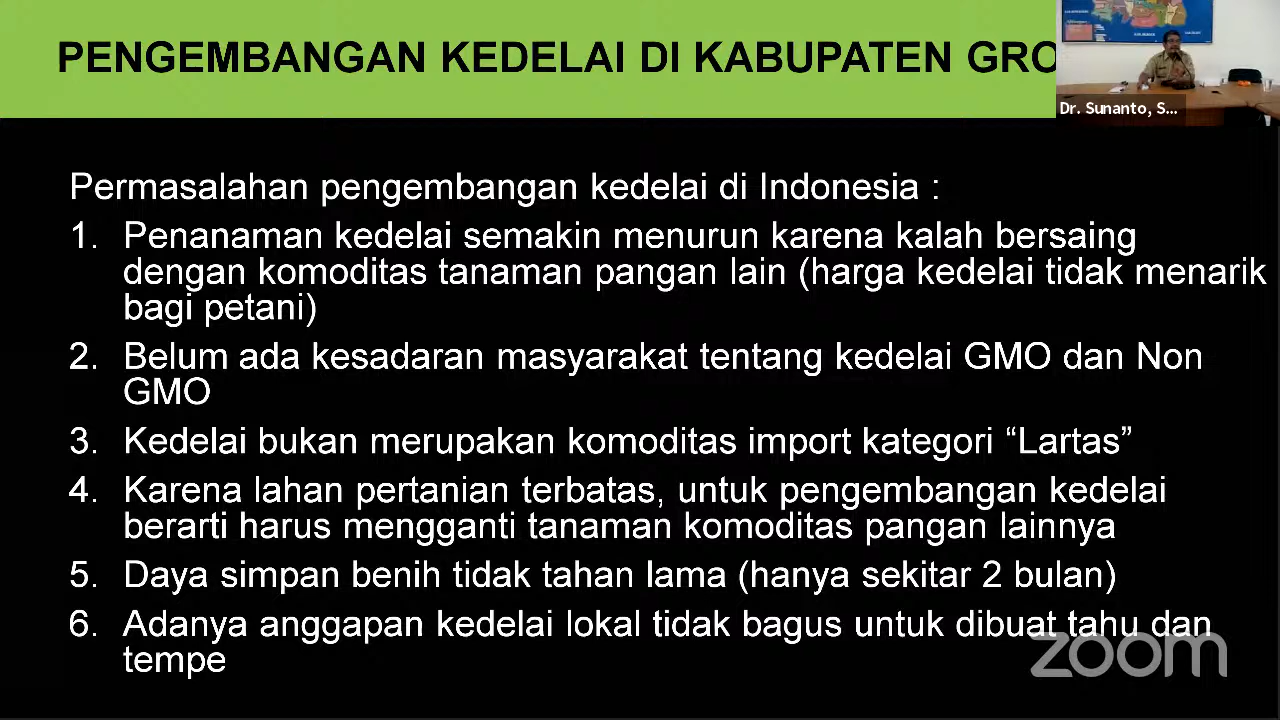 PENGEMBANGAN KEDELAI DI KABUPATEN
Dr. Sunanto, S...
Permasalahan pengembangan kedelai di Indonesia :
1. Penanaman kedelai semakin menurun karena kalah bersaing
dengan komoditas tanaman pangan lain (harga kedelai tidak menarik
bagi petani)
2. Belum ada kesadaran masyarakat tentang kedelai GMO dan Non
GMO
3. Kedelai bukan merupakan komoditas import kategori “Lartas”
4. Karena lahan pertanian terbatas, untuk pengembangan kedelai
berarti harus mengganti tanaman komoditas pangan lainnya
5. Daya simpan benih tidak tahan lama (hanya sekitar 2 bulan)
6. Adanya anggapan kedelai lokal tidak bagus untuk dibuat tahu dan
tempe
zoom